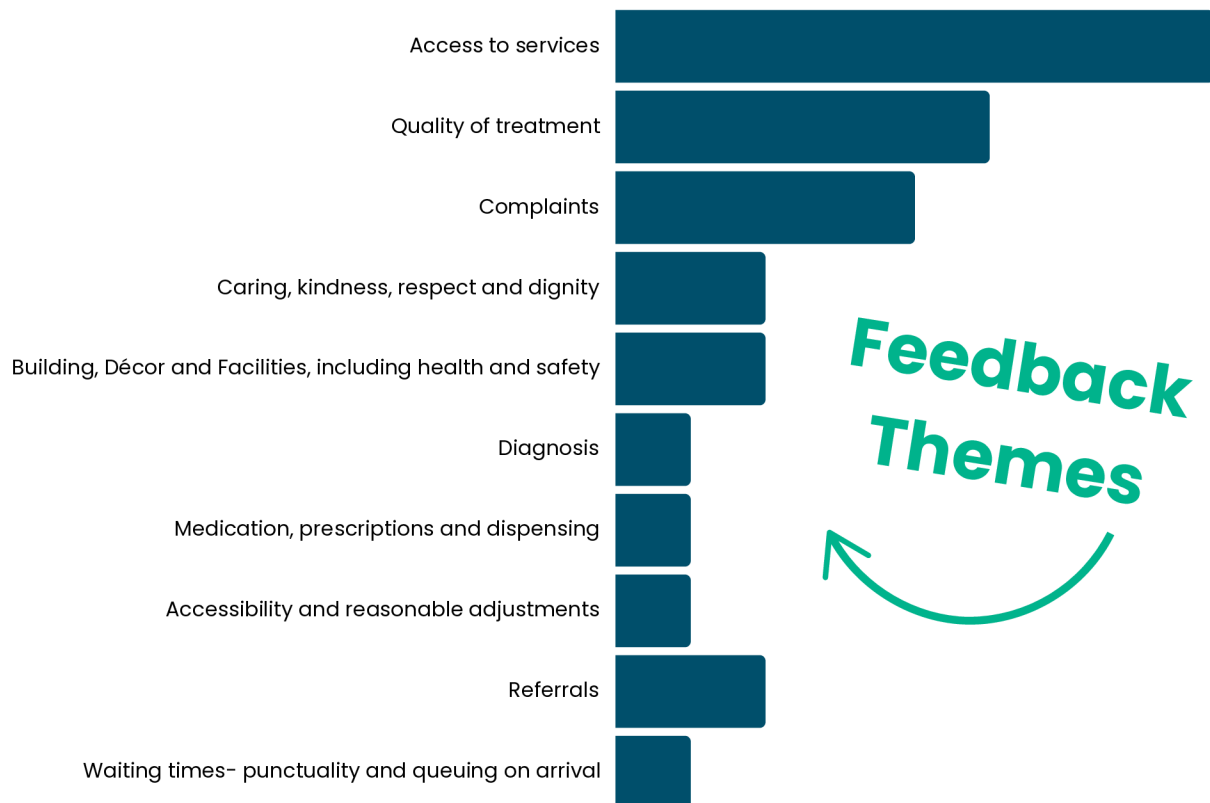 Access to services
Quality of treatment
Complaints
Caring, kindness, respect and dignity
Building, Décor and Facilities, including health and safety
Diagnosis
Medication, prescriptions and dispensing
Accessibility and reasonable adjustments
Referrals
Waiting times- punctuality and queuing on arrival
Feedback
Themes